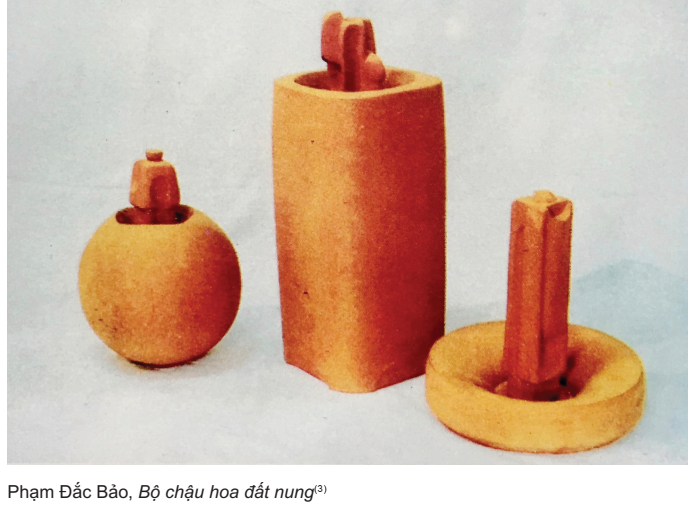 Phạm Đắc Bảo, Bộ chậu hoa đất nung(3)